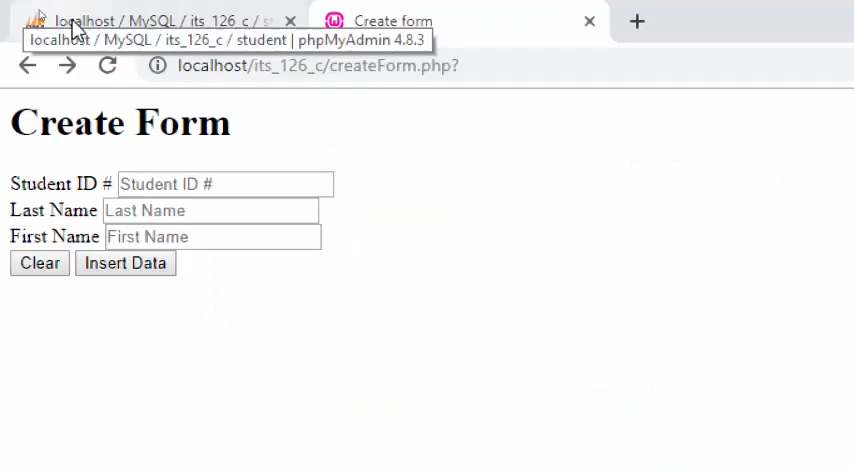 localhost / MySQL / its_126_c / st
Create form
localhost / MySQL / its_126_c / student | phpMyAdmin 4.8.3
localhost/its_126_c/createForm.php?
Create Form
Student ID # Student ID #
Last Name Last Name
First Name First Name
Clear Insert Data